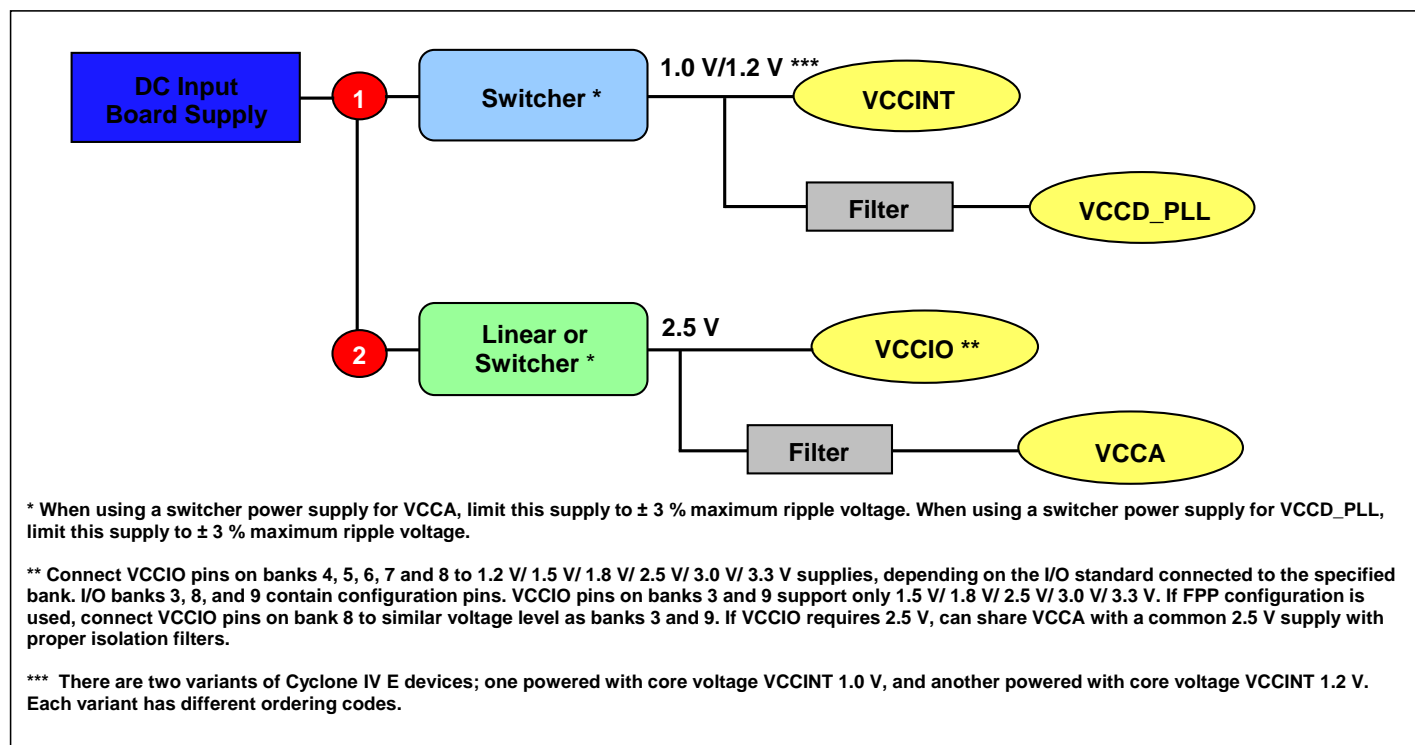 DC Input
Board Supply
1
Switcher *
1.0 V/1.2 V ***
VCCINT
Filter
VCCD_PLL
2
Linear or
Switcher *
2.5 V
VCCIO **
Filter
VCCA
* When using a switcher power supply for VCCA, limit this supply to ± 3 % maximum ripple voltage. When using a switcher power supply for VCCD_PLL,
limit this supply to ± 3 % maximum ripple voltage.
** Connect VCCIO pins on banks 4, 5, 6, 7 and 8 to 1.2 V/ 1.5 V/ 1.8 V/ 2.5 V/ 3.0 V/ 3.3 V supplies, depending on the I/O standard connected to the specified
bank. I/O banks 3, 8, and 9 contain configuration pins. VCCIO pins on banks 3 and 9 support only 1.5 V/ 1.8 V/ 2.5 V/ 3.0 V/ 3.3 V. If FPP configuration is
used, connect VCCIO pins on bank 8 to similar voltage level as banks 3 and 9. If VCCIO requires 2.5 V, can share VCCA with a common 2.5 V supply with
proper isolation filters.
*** There are two variants of Cyclone IV E devices; one powered with core voltage VCCINT 1.0 V, and another powered with core voltage VCCINT 1.2 V.
Each variant has different ordering codes.